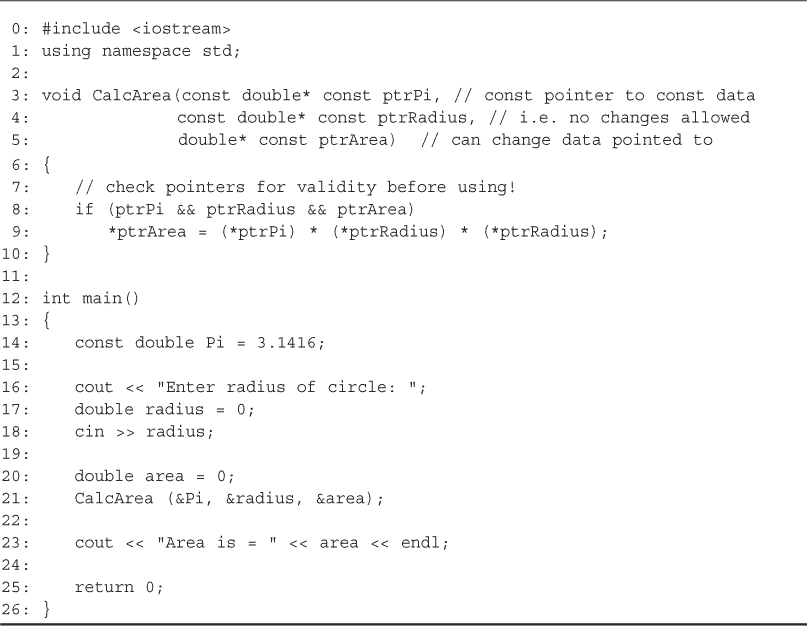 0: #include <iostream>
1: using namespace std;
2:
3: void CalcArea(const double* const ptrPi, // const pointer to const data
4:               const double* const ptrRadius, // i.e. no changes allowed
5:               double* const ptrArea)  // can change data pointed to
6: {
7:    // check pointers for validity before using!
8:    if (ptrPi && ptrRadius && ptrArea)
9:       *ptrArea = (*ptrPi) * (*ptrRadius) * (*ptrRadius);
10: }
11:
12: int main()
13: {
14:    const double Pi = 3.1416;
15:
16:    cout << "Enter radius of circle: ";
17:    double radius = 0;
18:    cin >> radius;
19:
20:    double area = 0;
21:    CalcArea (&Pi, &radius, &area);
22:
23:    cout << "Area is = " << area << endl;
24:
25:    return 0;
26: }